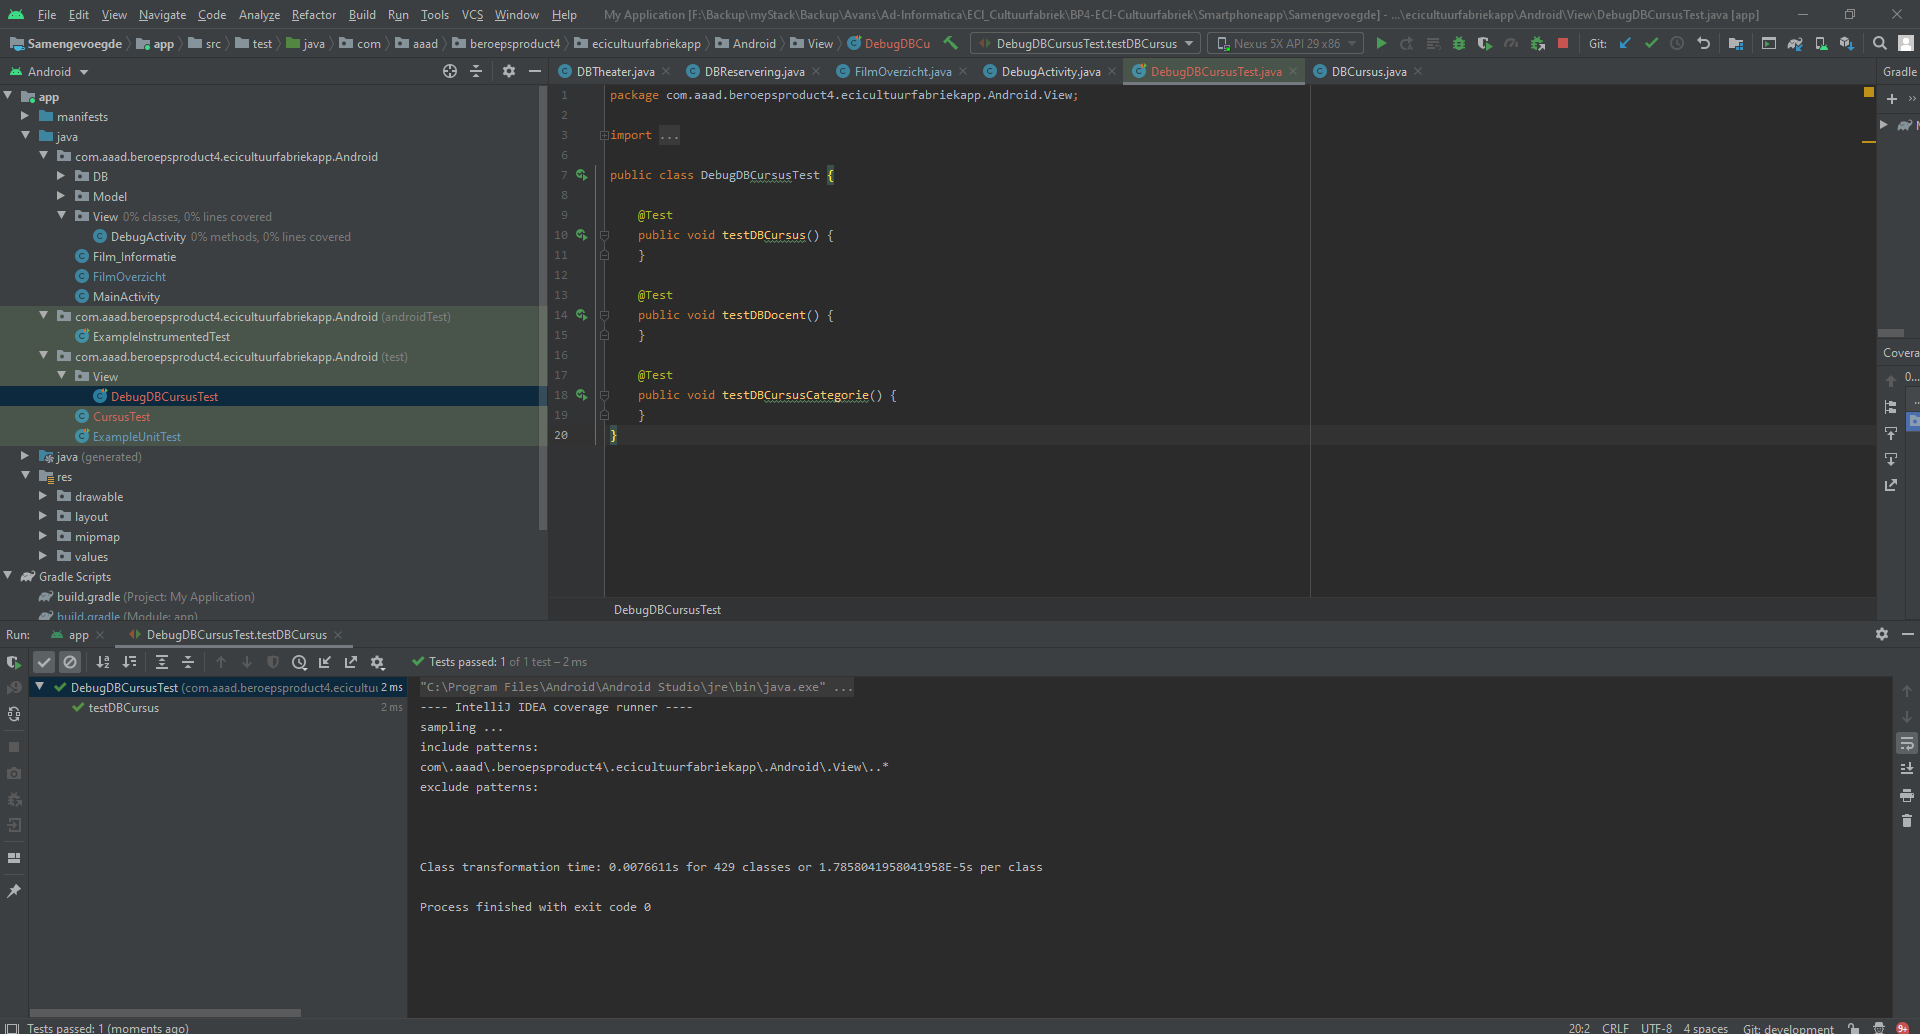 File Edit View Navigate Code Analyze Refactor Build Run Tools VCS Window Help My Application [F:\Backup\myStack\Backup\Avans\Ad-Informatica\ECI_Cultuurfabriek\BP4-ECI-Cultuurfabriek\Smartphoneapp\Samengevoegde] - ...\ecicultuurfabriekapp\Android\View\DebugDBCursusTest.java [app]
Samengevoegde app src test java com aaad beroepsproduct4 ecicultuurfabriekapp Android View DebugDBCu DebugDBCursusTest.testDBCursus Nexus 5X API 29 x86 Git:
Android
DBTheater.java DBReservering.java FilmOverzicht.java DebugActivity.java DebugDBCursusTest.java DBCursus.java
Gradle
app
manifests
java
com.aaad.beroepsproduct4.ecicultuurfabriekapp.Android
DB
Model
View 0% classes, 0% lines covered
DebugActivity 0% methods, 0% lines covered
Film_Informatie
FilmOverzicht
MainActivity
com.aaad.beroepsproduct4.ecicultuurfabriekapp.Android (androidTest)
ExampleInstrumentedTest
com.aaad.beroepsproduct4.ecicultuurfabriekapp.Android (test)
View
DebugDBCursusTest
CursusTest
ExampleUnitTest
java (generated)
res
drawable
layout
mipmap
values
Gradle Scripts
build.gradle (Project: My Application)
build.gradle (Module: app)
1 package com.aaad.beroepsproduct4.ecicultuurfabriekapp.Android.View;
2
3 import ...
6
7 public class DebugDBCursusTest {
8
9 @Test
10 public void testDBCursus() {
11 }
12
13 @Test
14 public void testDBDocent() {
15 }
16
17 @Test
18 public void testDBCursusCategorie() {
19 }
20 }
DebugDBCursusTest
Covera
0...
Run: app DebugDBCursusTest.testDBCursus
Tests passed: 1 of 1 test – 2 ms
DebugDBCursusTest (com.aaad.beroepsproduct4.ecicultuu 2 ms
testDBCursus 2 ms
"C:\Program Files\Android\Android Studio\jre\bin\java.exe" ...
---- IntelliJ IDEA coverage runner ----
sampling ...
include patterns:
com\.aaad\.beroepsproduct4\.ecicultuurfabriekapp\.Android\.View\..*
exclude patterns:
Class transformation time: 0.0076611s for 429 classes or 1.7858041958041958E-5s per class
Process finished with exit code 0
Tests passed: 1 (moments ago)
20:2 CRLF UTF-8 4 spaces Git: development 9+